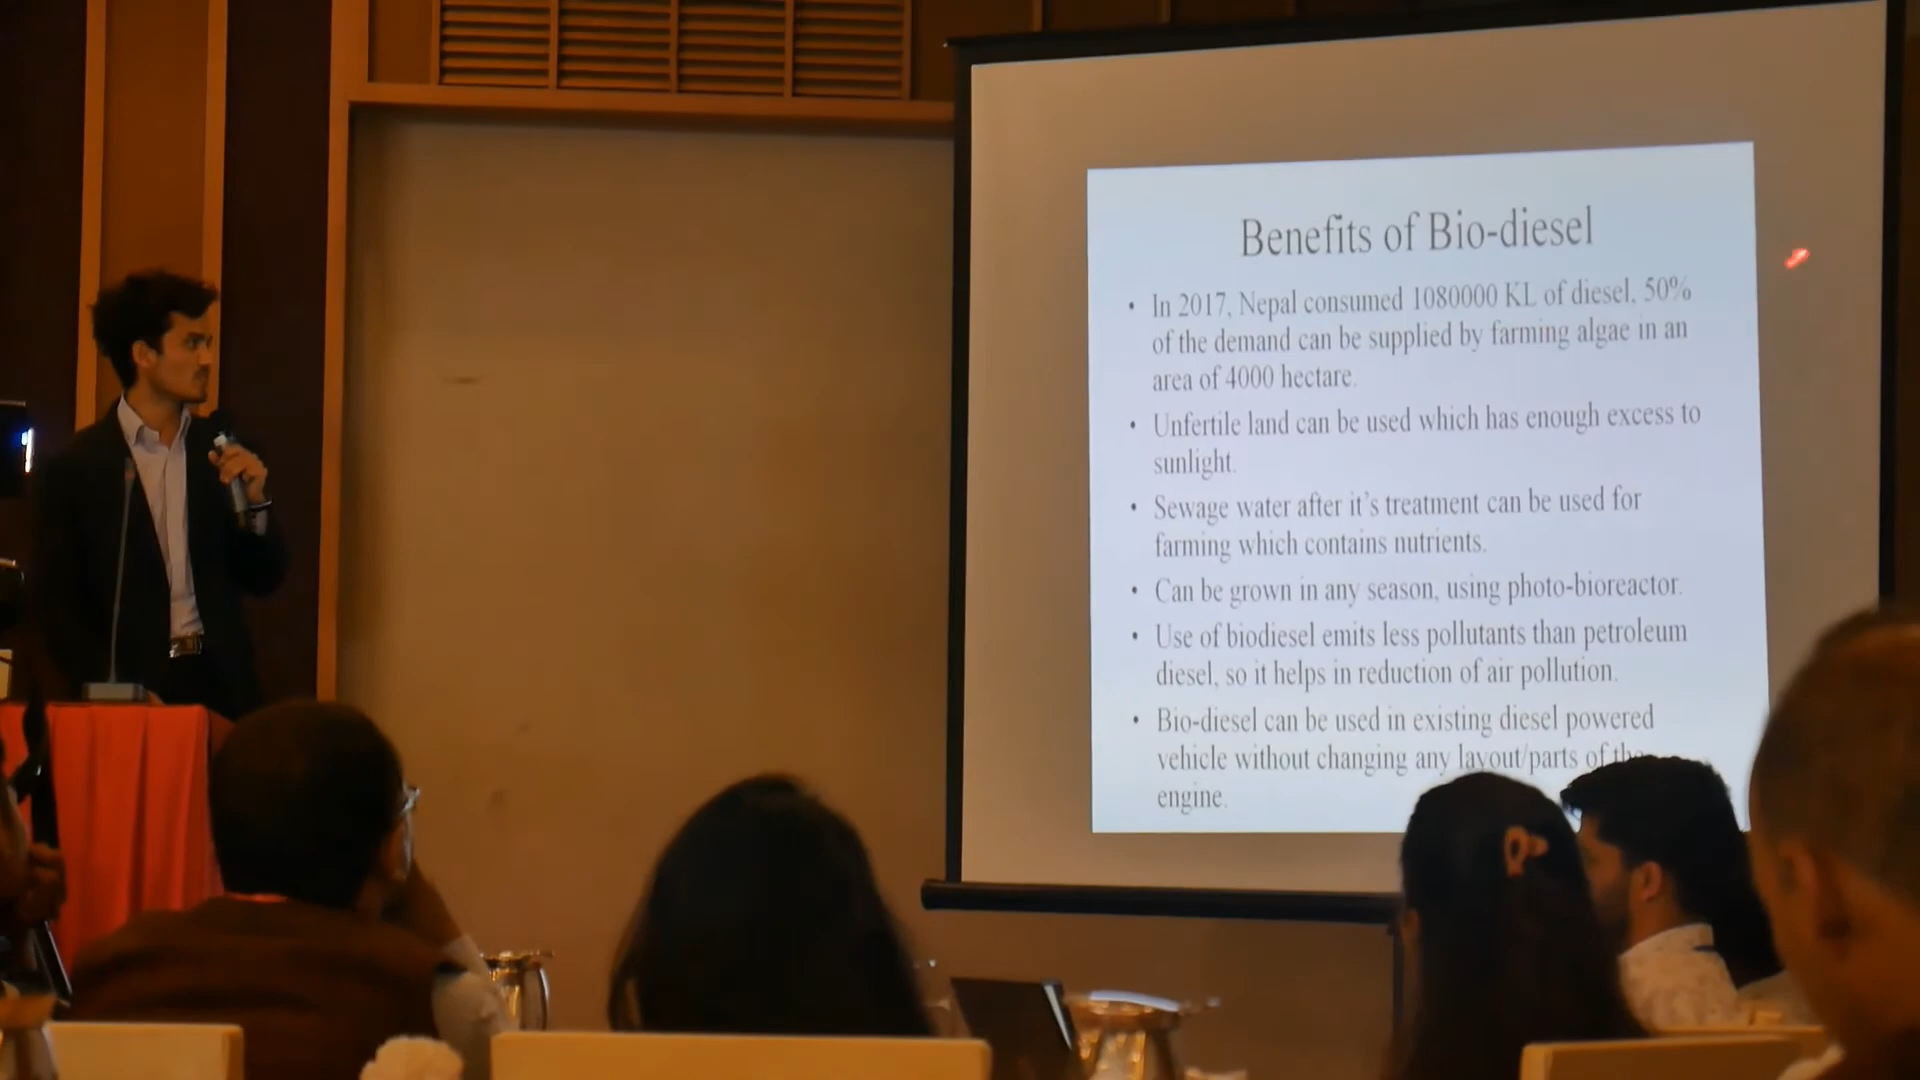 Benefits of Bio-diesel
• In 2017, Nepal consumed 1080000 KL of diesel, 50%
of the demand can be supplied by farming algae in an
area of 4000 hectare.
• Unfertile land can be used which has enough excess to
sunlight.
• Sewage water after it's treatment can be used for
farming which contains nutrients.
• Can be grown in any season, using photo-bioreactor.
• Use of biodiesel emits less pollutants than petroleum
diesel, so it helps in reduction of air pollution.
• Bio-diesel can be used in existing diesel powered
vehicle without changing any layout/parts of the
engine.